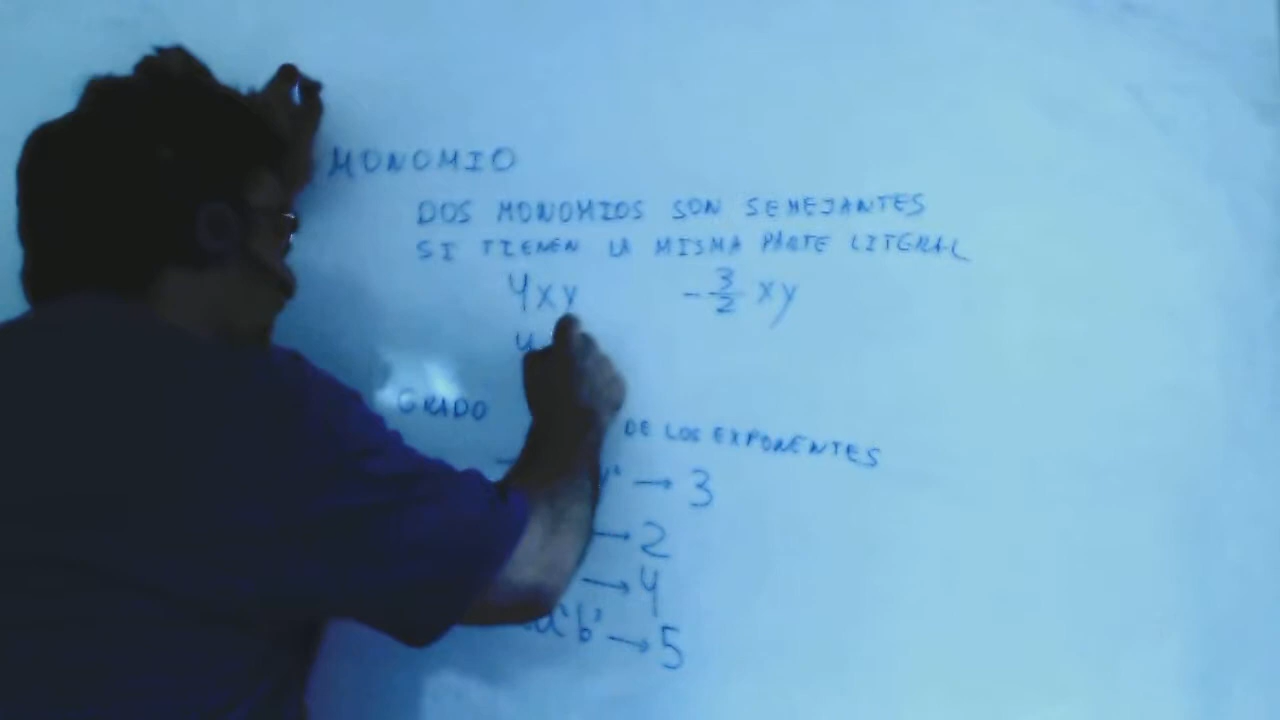 MONOMIO
DOS MONOMIOS SON SEMEJANTES
SI TIENEN LA MISMA PARTE LITERAL
4xy -3/2 xy
4
GRADO DE LOS EXPONENTES
→ 3
→ 2
→ 4
b → 5